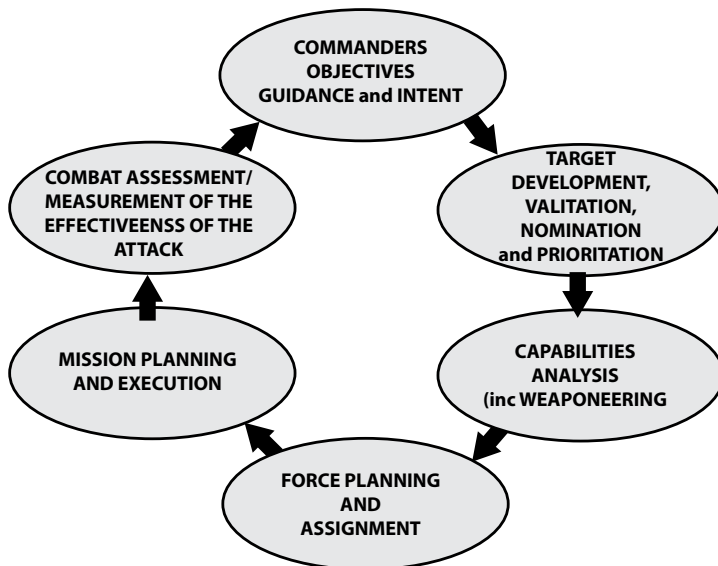 COMMANDERS
OBJECTIVES
GUIDANCE and INTENT
TARGET
DEVELOPMENT,
VALITATION,
NOMINATION
and PRIORITATION
CAPABILITIES
ANALYSIS
(inc WEAPONEERING
FORCE PLANNING
AND
ASSIGNMENT
MISSION PLANNING
AND EXECUTION
COMBAT ASSESSMENT/
MEASUREMENT OF THE
EFFECTIVEENSS OF THE
ATTACK